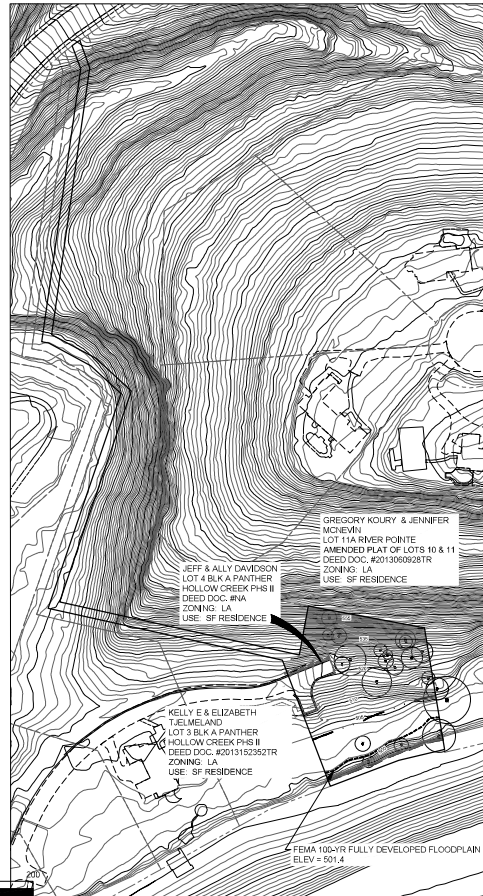 GREGORY KOURY & JENNIFER
MCNEVIN
LOT 11A RIVER POINTE
AMENDED PLAT OF LOTS 10 & 11
DEED DOC. #2013060928TR
ZONING: LA
USE: SF RESIDENCE
JEFF & ALLY DAVIDSON
LOT 4 BLK A PANTHER
HOLLOW CREEK PHS II
DEED DOC. #NA
ZONING: LA
USE: SF RESIDENCE
KELLY E & ELIZABETH
TJELMELAND
LOT 3 BLK A PANTHER
HOLLOW CREEK PHS II
DEED DOC. #2013152352TR
ZONING: LA
USE: SF RESIDENCE
FEMA 100-YR FULLY DEVELOPED FLOODPLAIN
ELEV = 501.4
200